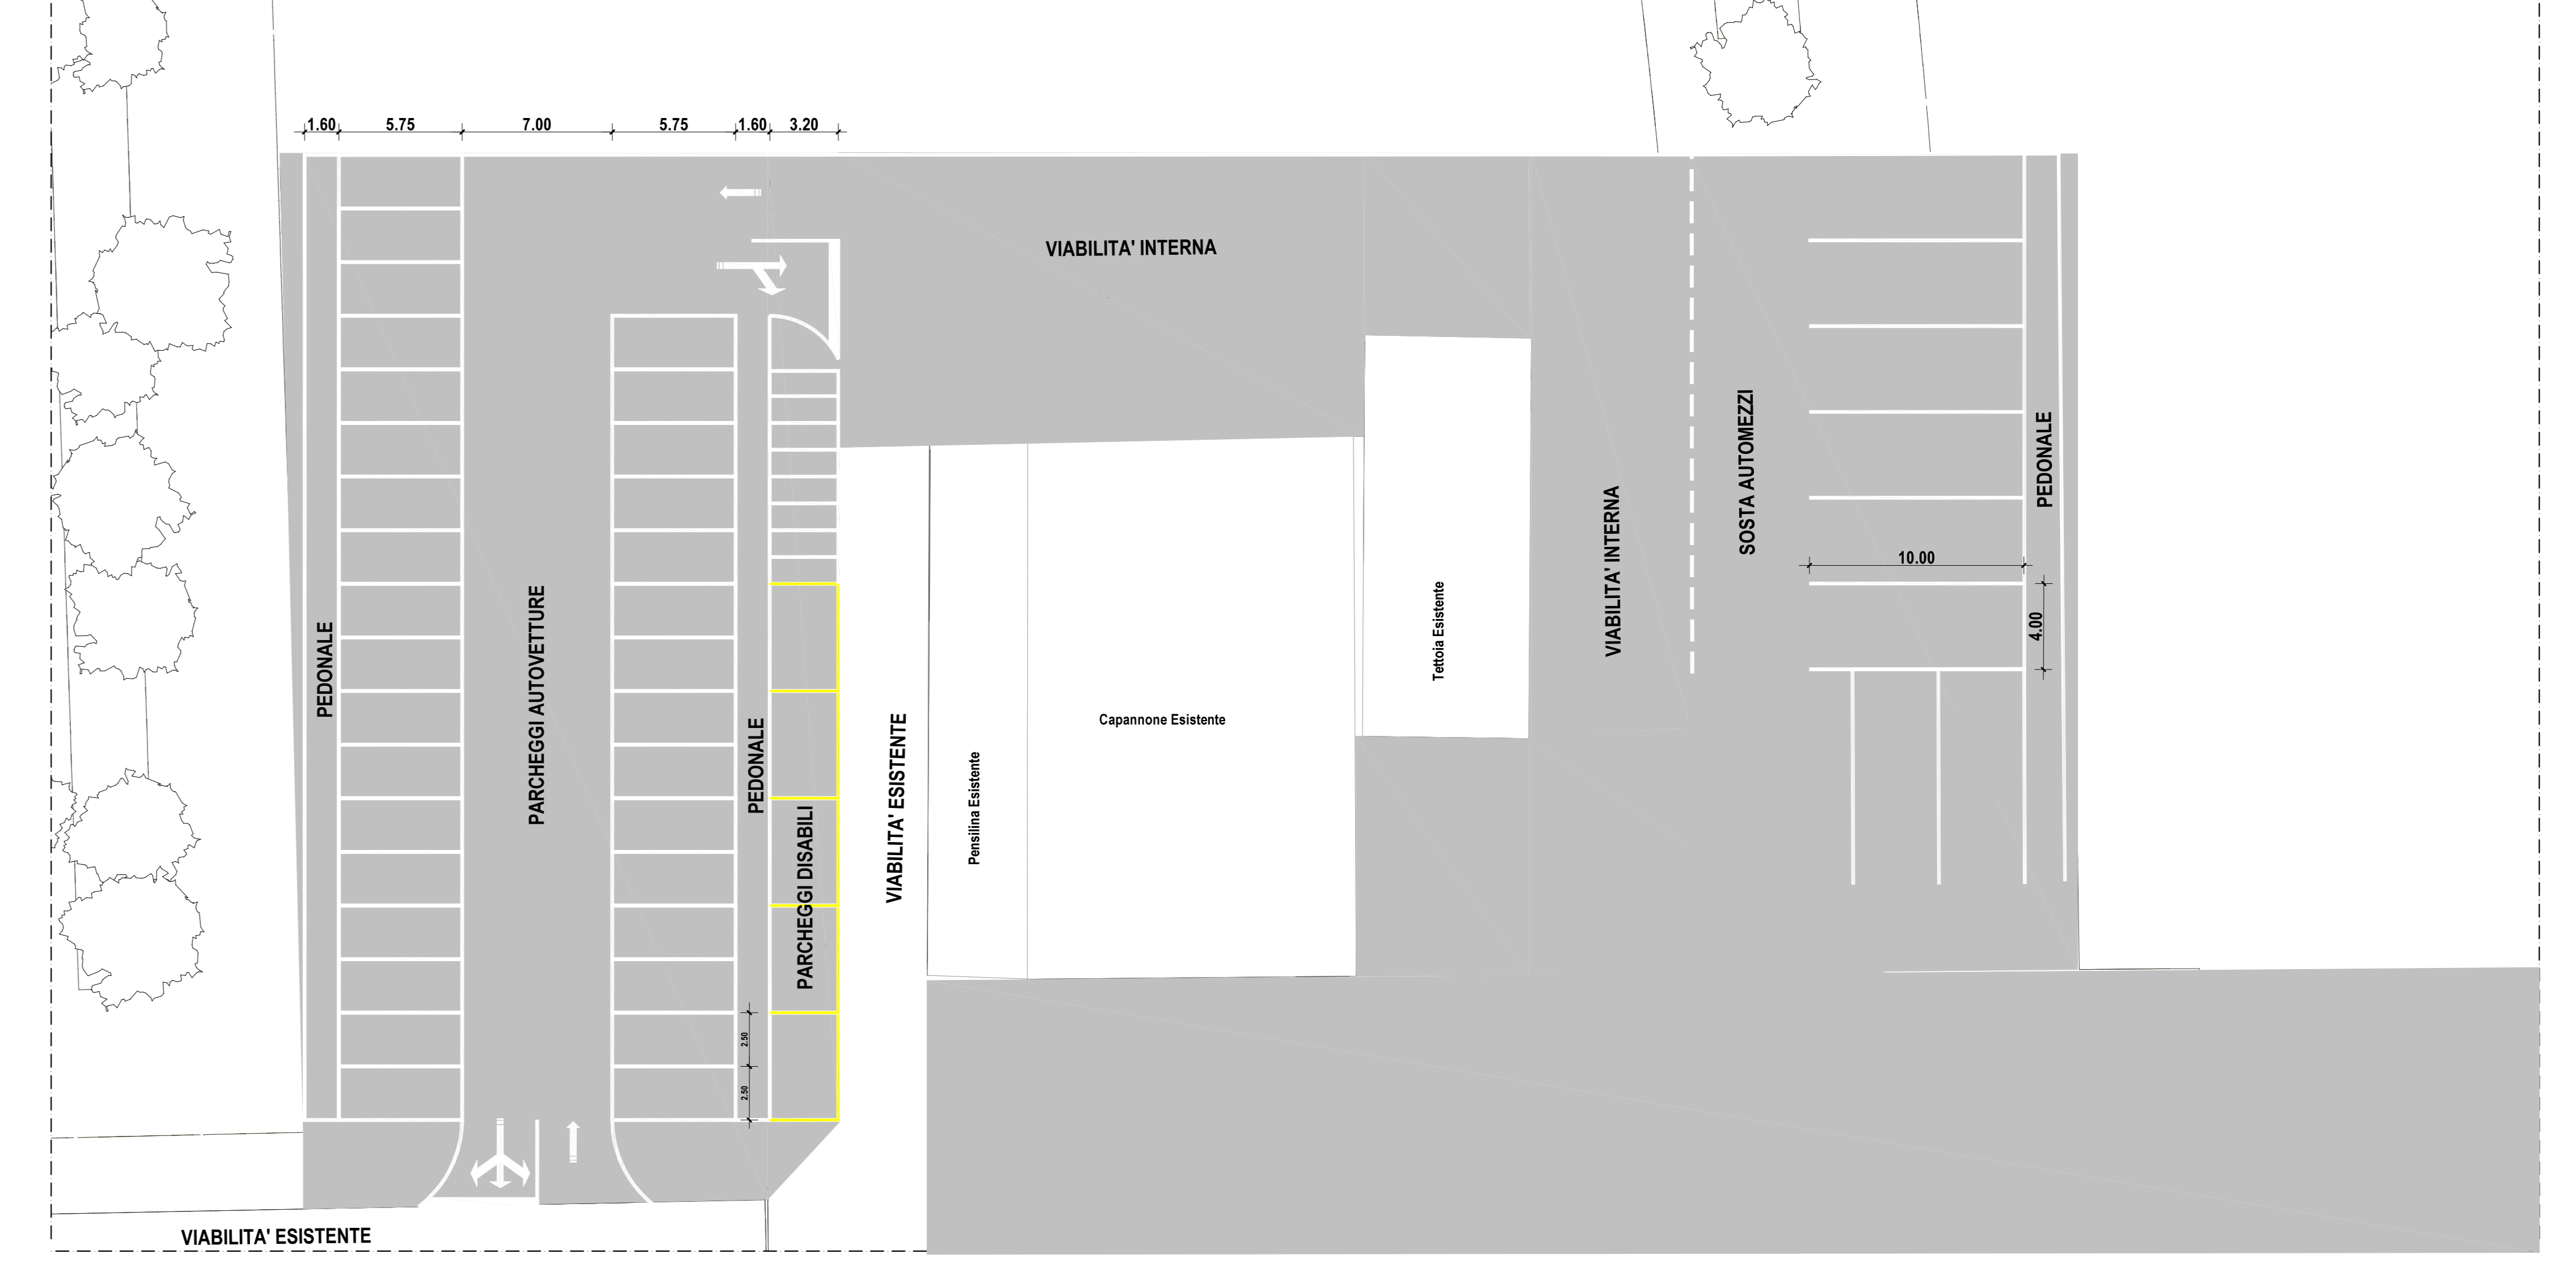 1.60 5.75 7.00 5.75 1.60 3.20
VIABILITA' INTERNA
PEDONALE
PARCHEGGI AUTOVETTURE
PEDONALE
PARCHEGGI DISABILI
2.50
2.50
VIABILITA' ESISTENTE
Pensilina Esistente
Capannone Esistente
Tettoia Esistente
VIABILITA' INTERNA
SOSTA AUTOMEZZI
PEDONALE
10.00
4.00
VIABILITA' ESISTENTE